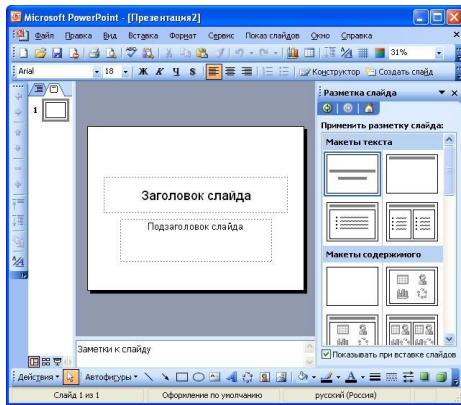 Microsoft PowerPoint - [Презентация2]
Файл Правка Вид Вставка Формат Сервис Показ слайдов Окно Справка
31%
Arial 18 Ж К Ч S Конструктор Создать слайд
Разметка слайда
1
Применить разметку слайда:
Макеты текста
Заголовок слайда
Подзаголовок слайда
Макеты содержимого
Заметки к слайду
Показывать при вставке слайдов
Действия Автофигуры
Слайд 1 из 1 Оформление по умолчанию русский (Россия)